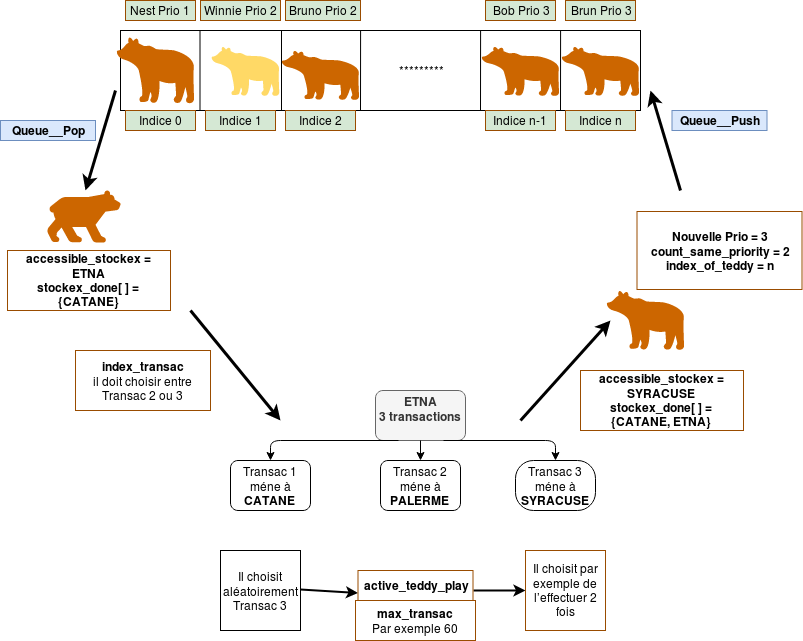 Nest Prio 1
Winnie Prio 2
Bruno Prio 2
Bob Prio 3
Brun Prio 3
*********
Indice 0
Indice 1
Indice 2
Indice n-1
Indice n
Queue__Pop
Queue__Push
accessible_stockex =
ETNA
stockex_done[ ] =
{CATANE}
Nouvelle Prio = 3
count_same_priority = 2
index_of_teddy = n
index_transac
il doit choisir entre
Transac 2 ou 3
accessible_stockex =
SYRACUSE
stockex_done[ ] =
{CATANE, ETNA}
ETNA
3 transactions
Transac 1
méne à
CATANE
Transac 2
méne à
PALERME
Transac 3
méne à
SYRACUSE
Il choisit
aléatoirement
Transac 3
active_teddy_play
max_transac
Par exemple 60
Il choisit par
exemple de
l'effectuer 2
fois